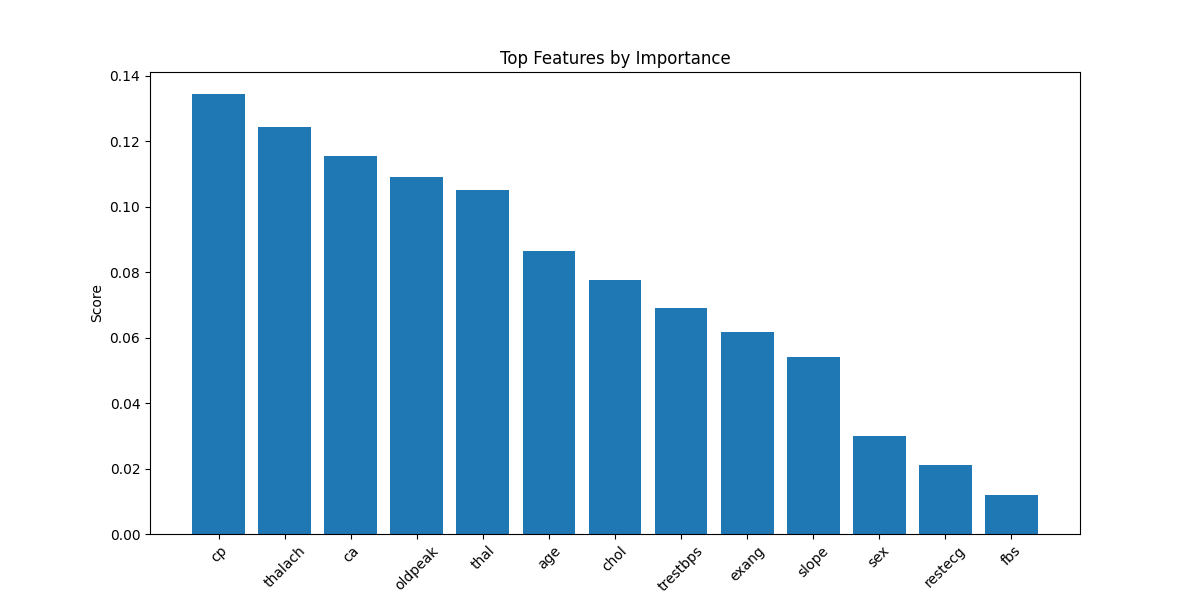 Top Features by Importance
0.14
0.12
0.10
0.08
0.06
0.04
0.02
0.00
Score
cp
thalach
ca
oldpeak
thal
age
chol
trestbps
exang
slope
sex
restecg
fbs